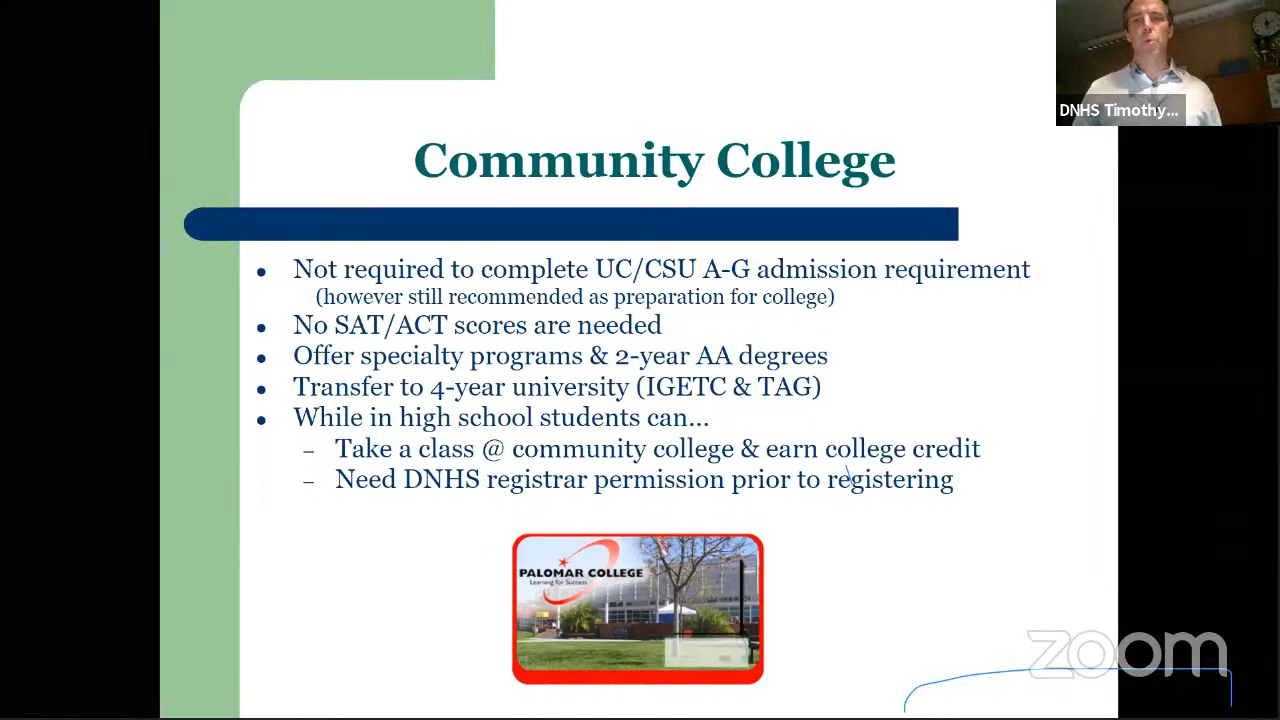 DNHS Timothy...
Community College
• Not required to complete UC/CSU A-G admission requirement
(however still recommended as preparation for college)
• No SAT/ACT scores are needed
• Offer specialty programs & 2-year AA degrees
• Transfer to 4-year university (IGETC & TAG)
• While in high school students can...
– Take a class @ community college & earn college credit
– Need DNHS registrar permission prior to registering
PALOMAR COLLEGE
Learning for Success
zoom